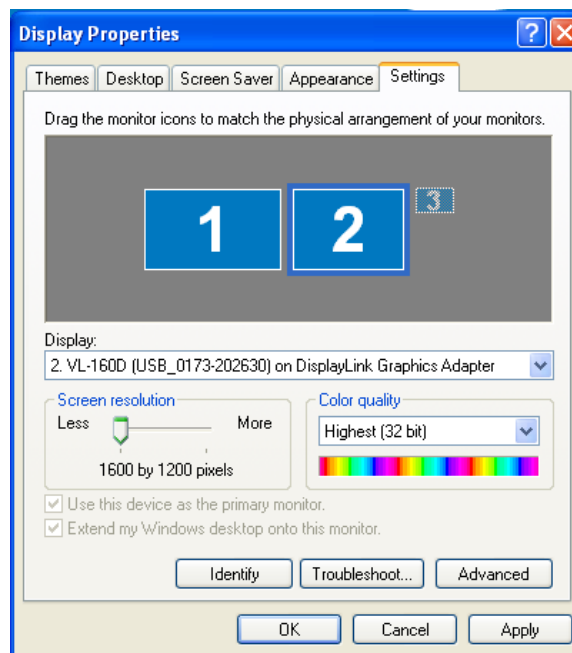 Display Properties
Themes Desktop Screen Saver Appearance Settings
Drag the monitor icons to match the physical arrangement of your monitors.
1 2 3
Display:
2. VL-160D (USB_0173-202630) on DisplayLink Graphics Adapter
Screen resolution
Less More
1600 by 1200 pixels
Color quality
Highest (32 bit)
Use this device as the primary monitor.
Extend my Windows desktop onto this monitor.
Identify Troubleshoot... Advanced
OK Cancel Apply